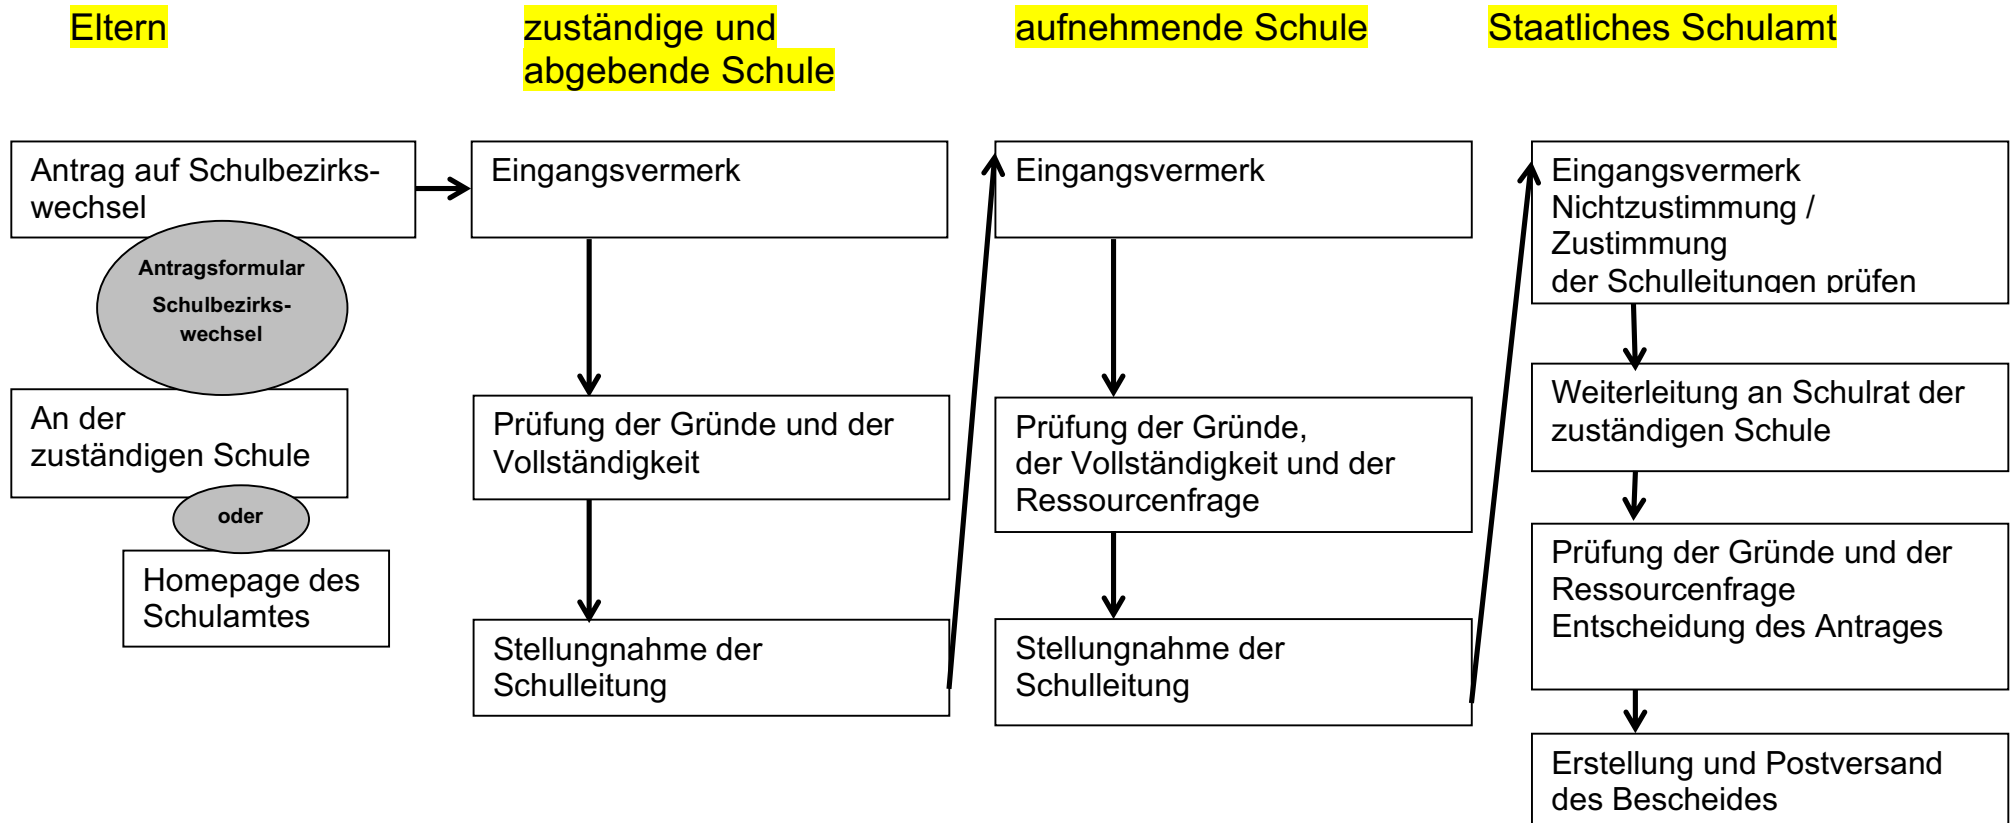 Eltern
zuständige und
abgebende Schule
aufnehmende Schule
Staatliches Schulamt
Antrag auf Schulbezirks-
wechsel
Antragsformular
Schulbezirks-
wechsel
An der
zuständigen Schule
oder
Homepage des
Schulamtes
Eingangsvermerk
Prüfung der Gründe und der
Vollständigkeit
Stellungnahme der
Schulleitung
Eingangsvermerk
Prüfung der Gründe,
der Vollständigkeit und der
Ressourcenfrage
Stellungnahme der
Schulleitung
Eingangsvermerk
Nichtzustimmung /
Zustimmung
der Schulleitungen prüfen
Weiterleitung an Schulrat der
zuständigen Schule
Prüfung der Gründe und der
Ressourcenfrage
Entscheidung des Antrages
Erstellung und Postversand
des Bescheides